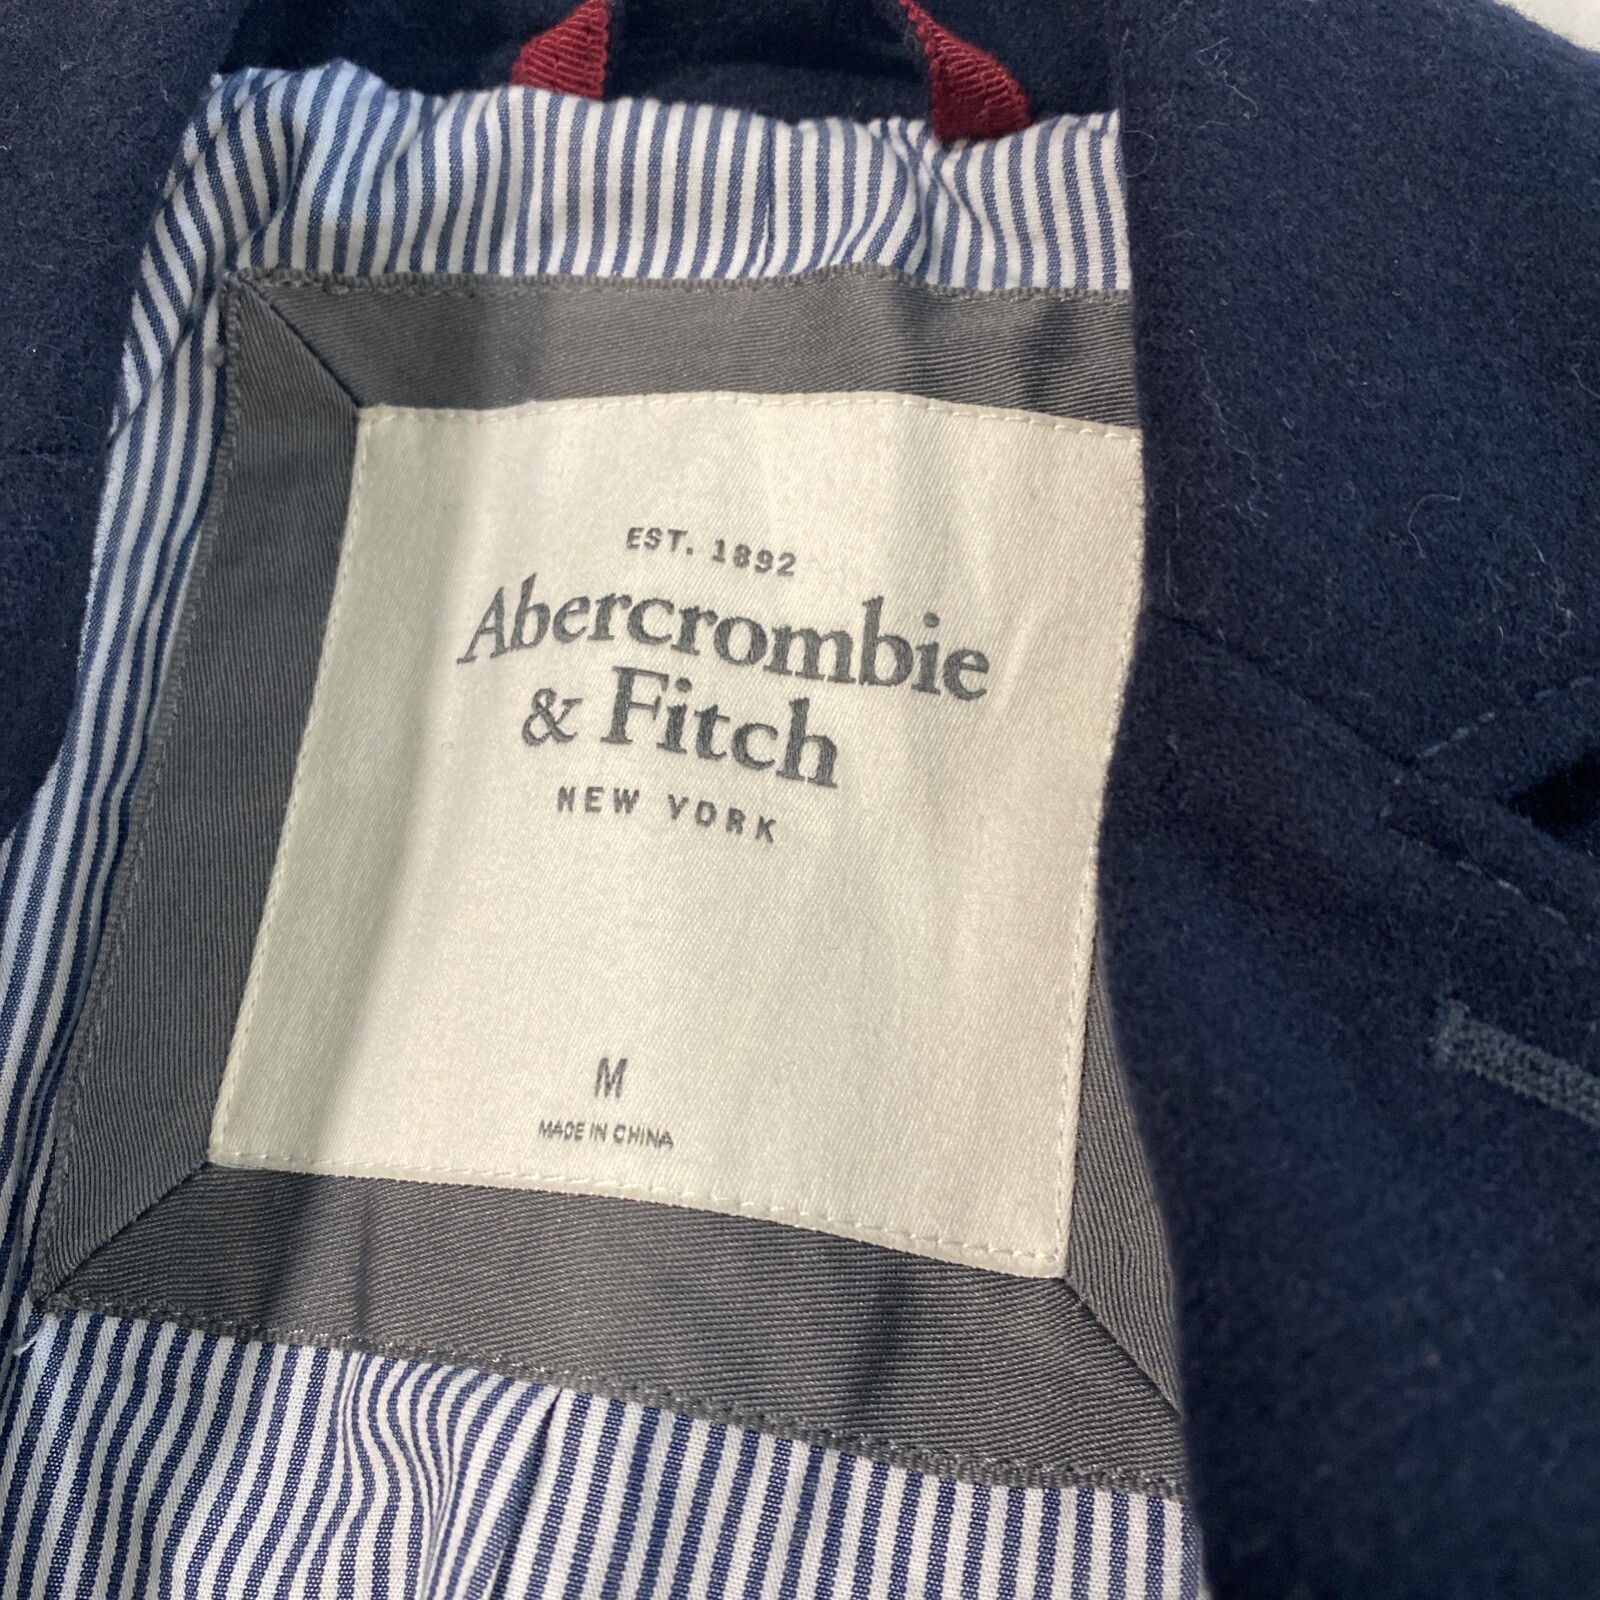 EST. 1892
Abercrombie
& Fitch
NEW YORK
M
MADE IN CHINA